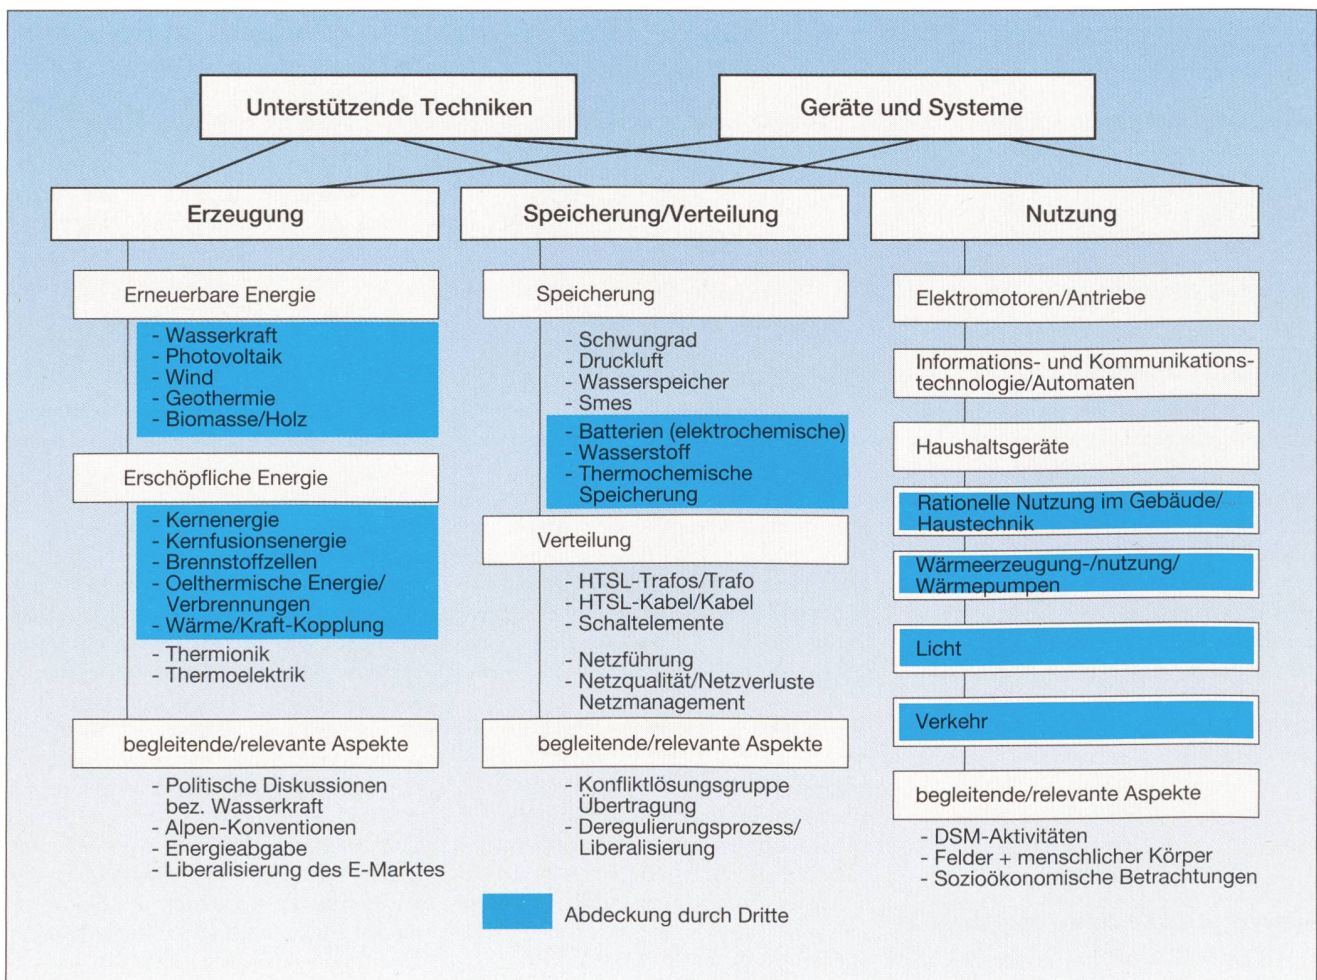 Unterstützende Techniken
Geräte und Systeme
Erzeugung
Erneuerbare Energie
- Wasserkraft
- Photovoltaik
- Wind
- Geothermie
- Biomasse/Holz
Erschöpfliche Energie
- Kernenergie
- Kernfusionsenergie
- Brennstoffzellen
- Oelthermische Energie/
Verbrennungen
- Wärme/Kraft-Kopplung
- Thermionik
- Thermoelektrik
begleitende/relevante Aspekte
- Politische Diskussionen
bez. Wasserkraft
- Alpen-Konventionen
- Energieabgabe
- Liberalisierung des E-Marktes
Speicherung/Verteilung
Speicherung
- Schwungrad
- Druckluft
- Wasserspeicher
- Smes
- Batterien (elektrochemische)
- Wasserstoff
- Thermochemische
Speicherung
Verteilung
- HTSL-Trafos/Trafo
- HTSL-Kabel/Kabel
- Schaltelemente
- Netzführung
- Netzqualität/Netzverluste
Netzmanagement
begleitende/relevante Aspekte
- Konfliktlösungsgruppe
Übertragung
- Deregulierungsprozess/
Liberalisierung
Nutzung
Elektromotoren/Antriebe
Informations- und Kommunikations-
technologie/Automaten
Haushaltsgeräte
Rationelle Nutzung im Gebäude/
Haustechnik
Wärmeerzeugung-/nutzung/
Wärmepumpen
Licht
Verkehr
begleitende/relevante Aspekte
- DSM-Aktivitäten
- Felder + menschlicher Körper
- Sozioökonomische Betrachtungen
Abdeckung durch Dritte